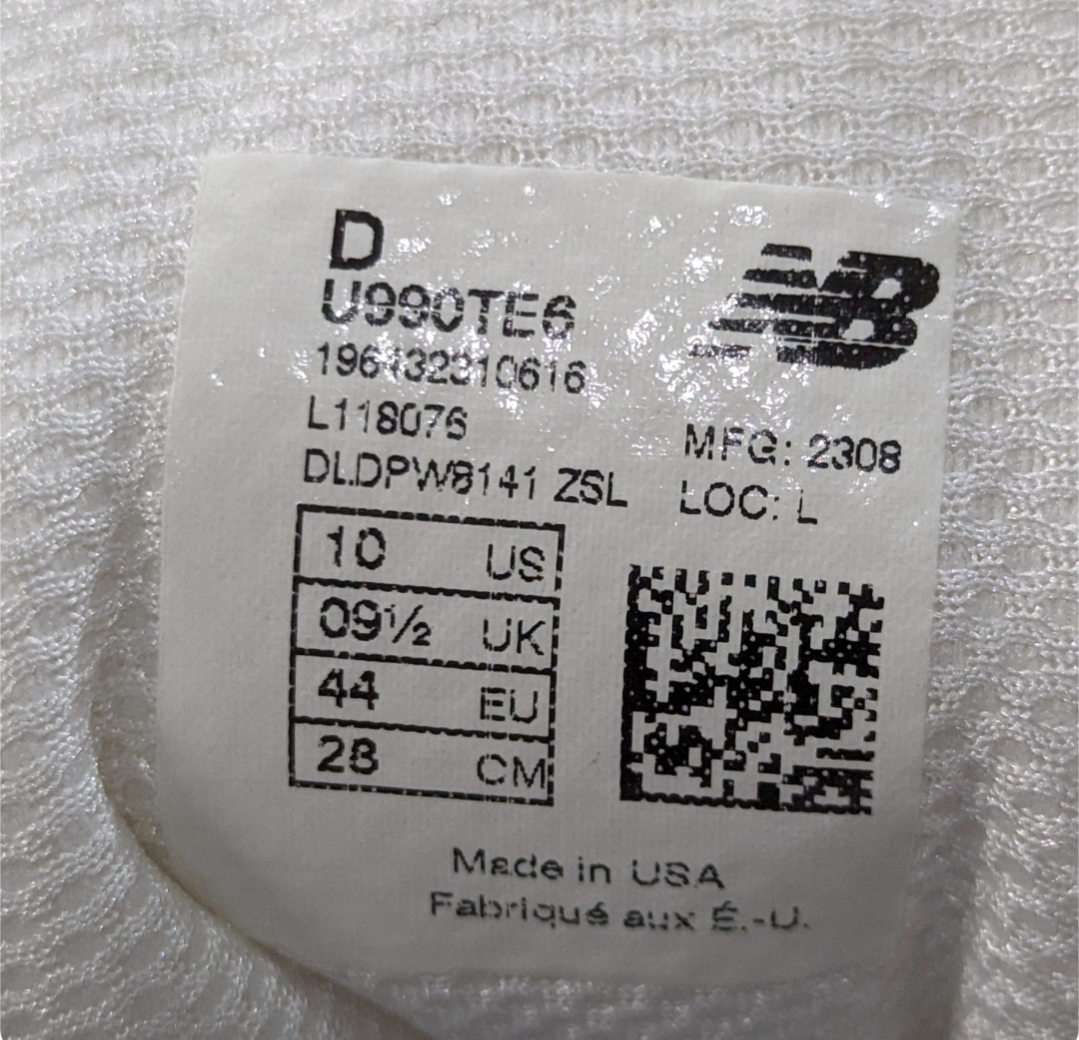 D
NB
U990TE6
196432310616
L118076
MFG: 2308
DLDPW8141 ZSL
LOC: L
10 US
09½ UK
44 EU
28 CM
Made in USA
Fabriqué aux É.-U.